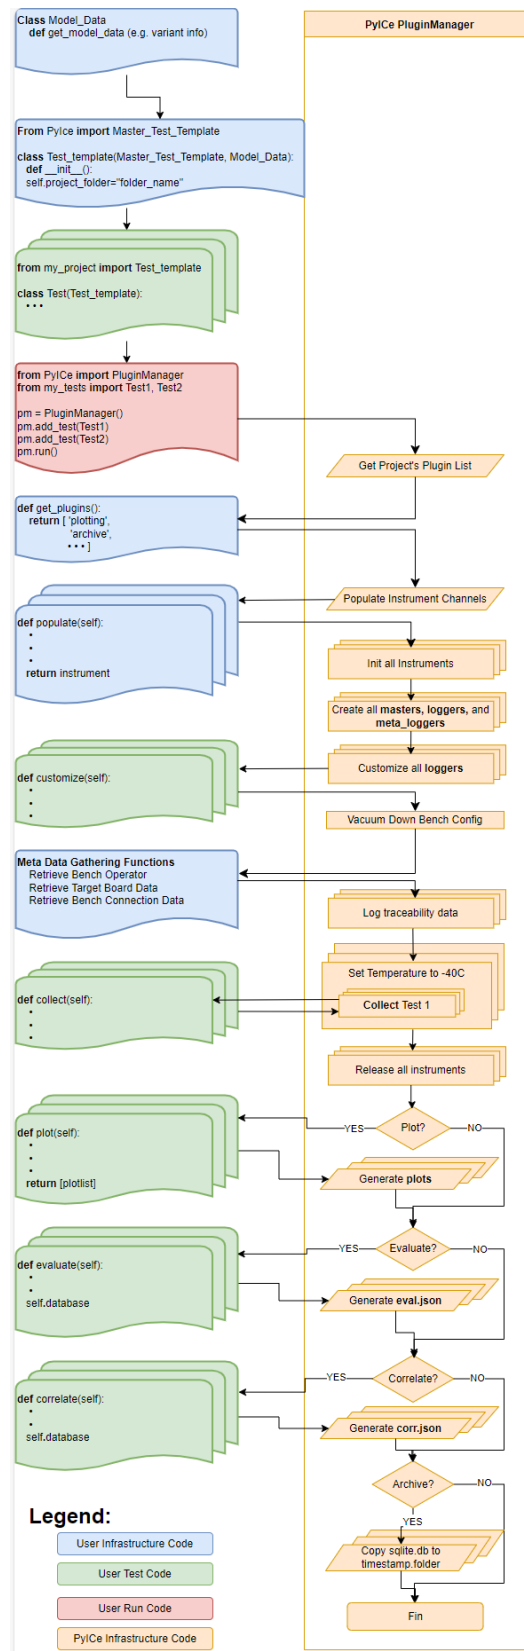 Class Model_Data
def get_model_data (e.g. variant info)
PyICe PluginManager
From PyIce import Master_Test_Template
class Test_template(Master_Test_Template, Model_Data):
def __init__():
self.project_folder="folder_name"
from my_project import Test_template
class Test(Test_template):
• • •
from PyICe import PluginManager
from my_tests import Test1, Test2
pm = PluginManager()
pm.add_test(Test1)
pm.add_test(Test2)
pm.run()
Get Project's Plugin List
def get_plugins():
return [ 'plotting',
'archive',
• • • ]
Populate Instrument Channels
def populate(self):
•
•
•
return instrument
Init all Instruments
Create all masters, loggers, and
meta_loggers
Customize all loggers
def customize(self):
•
•
•
Vacuum Down Bench Config
Meta Data Gathering Functions
Retrieve Bench Operator
Retrieve Target Board Data
Retrieve Bench Connection Data
Log traceability data
Set Temperature to -40C
Collect Test 1
def collect(self):
•
•
•
Release all instruments
Plot?
YES
NO
def plot(self):
•
•
•
return [plotlist]
Generate plots
Evaluate?
YES
NO
def evaluate(self):
•
•
self.database
Generate eval.json
Correlate?
YES
NO
def correlate(self):
•
•
self.database
Generate corr.json
Archive?
NO
YES
Copy sqlite.db to
timestamp.folder
Fin
Legend:
User Infrastructure Code
User Test Code
User Run Code
PyICe Infrastructure Code